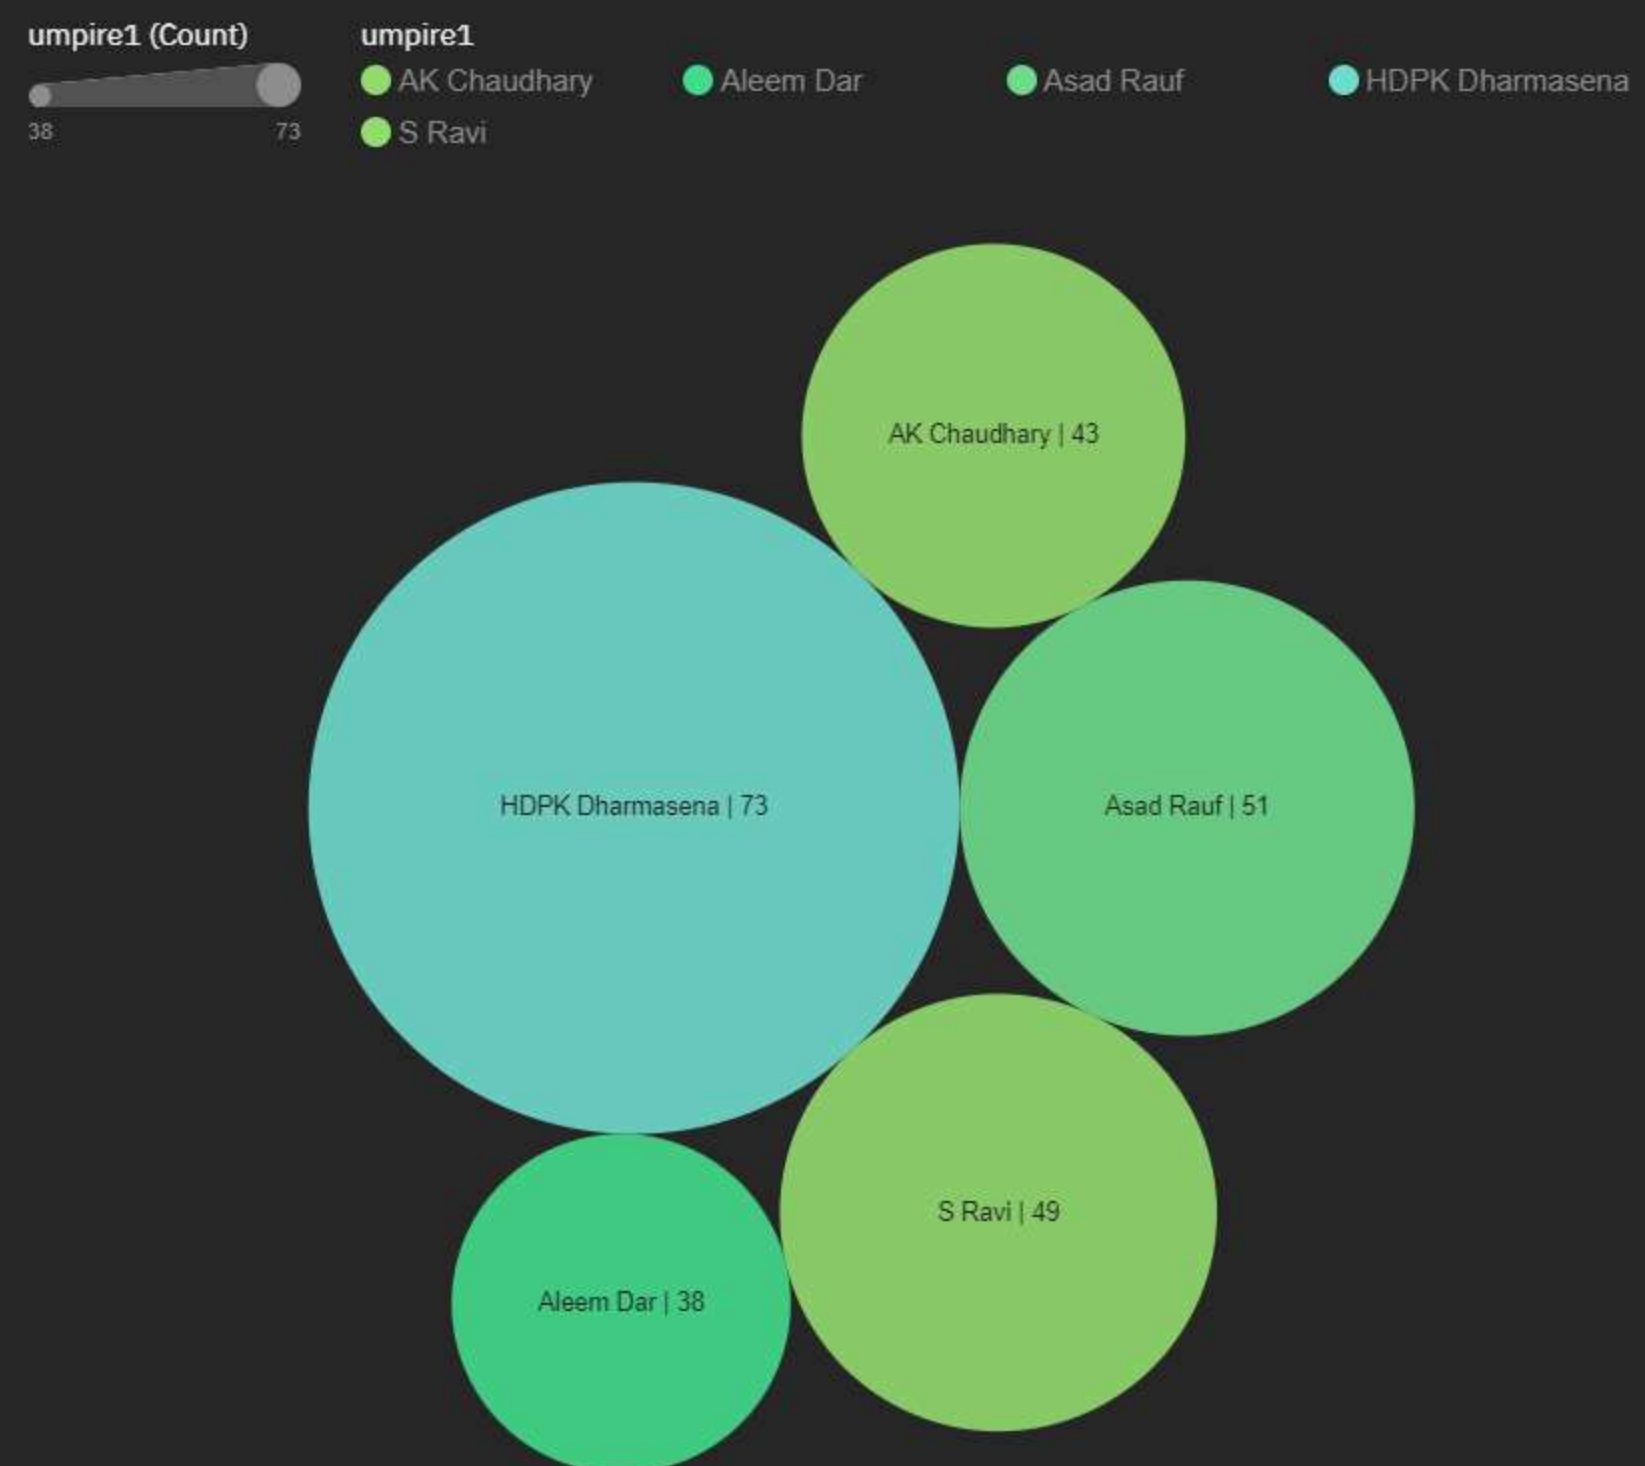 umpire1 (Count)
38 73
umpire1
AK Chaudhary Aleem Dar Asad Rauf HDPK Dharmasena
S Ravi
AK Chaudhary | 43
HDPK Dharmasena | 73
Asad Rauf | 51
S Ravi | 49
Aleem Dar | 38